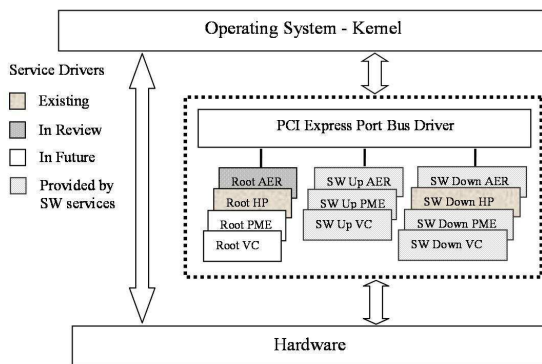 Operating System - Kernel
Service Drivers
Existing
In Review
In Future
Provided by
SW services
PCI Express Port Bus Driver
Root AER
Root HP
Root PME
Root VC
SW Up AER
SW Up PME
SW Up VC
SW Down AER
SW Down HP
SW Down PME
SW Down VC
Hardware